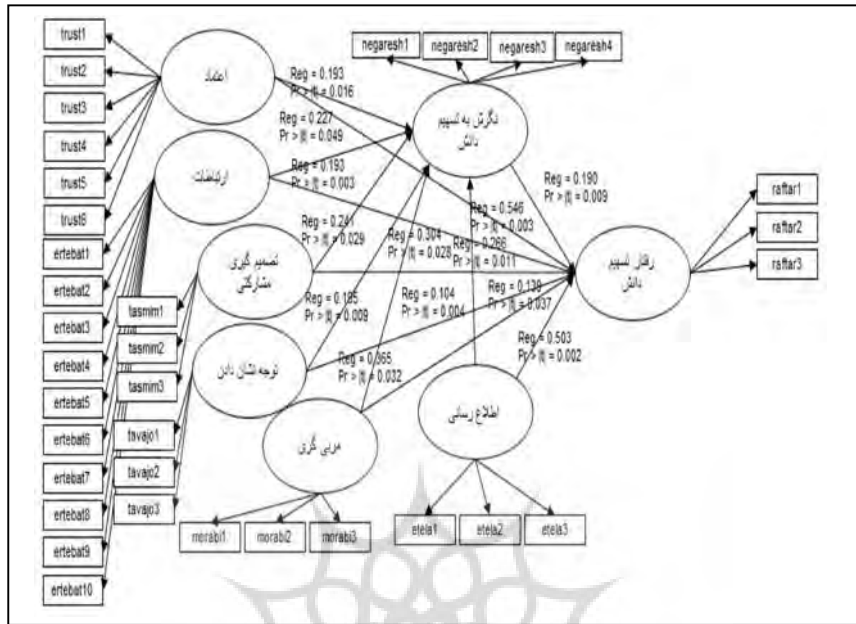 trust1
trust2
trust3
trust4
trust5
trust6
ertebat1
ertebat2
ertebat3
ertebat4
ertebat5
ertebat6
ertebat7
ertebat8
ertebat9
ertebat10
tasmim1
tasmim2
tasmim3
tavajo1
tavajo2
tavajo3
اعتماد
ارتباطات
تصمیم گیری
مشارکتی
توجه نشان دادن
مربی گری
morabi1
morabi2
morabi3
اطلاع رسانی
etela1
etela2
etela3
negaresh1
negaresh2
negaresh3
negaresh4
نگرش به تسهیم
دانش
رفتار تسهیم
دانش
raftar1
raftar2
raftar3
Reg = 0.193
Pr > |t| = 0.016
Reg = 0.227
Pr > |t| = 0.049
Reg = 0.193
Pr > |t| = 0.003
Reg = 0.241
Pr > |t| = 0.029
Reg = 0.195
Pr > |t| = 0.009
Reg = 0.365
Pr > |t| = 0.032
Reg = 0.304
Pr > |t| = 0.028
Reg = 0.104
Pr > |t| = 0.004
Reg = 0.546
Pr > |t| = 0.003
Reg = 0.266
Pr > |t| = 0.011
Reg = 0.139
Pr > |t| = 0.037
Reg = 0.190
Pr > |t| = 0.009
Reg = 0.503
Pr > |t| = 0.002